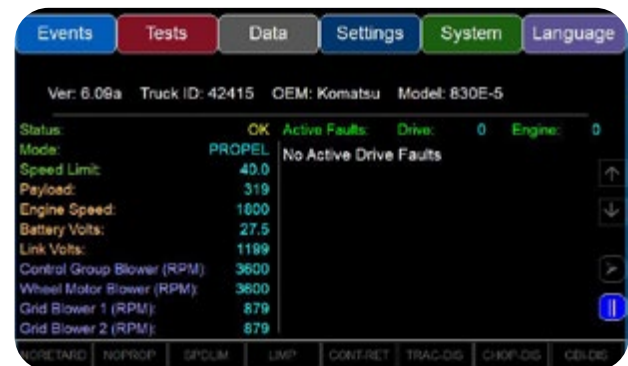 Events Tests Data Settings System Language
Ver: 6.09a Truck ID: 42415 OEM: Komatsu Model: 830E-5
Status: OK Active Faults: Drive: 0 Engine: 0
Mode: PROPEL No Active Drive Faults
Speed Limit: 40.0
Payload: 319
Engine Speed: 1800
Battery Volts: 27.5
Link Volts: 1199
Control Group Blower (RPM): 3600
Wheel Motor Blower (RPM): 3600
Grid Blower 1 (RPM): 879
Grid Blower 2 (RPM): 879
NORETARD NOPROP SPDLIM LIMP CONT-RET TRAC-DIS CHOP-DIS CBI-DIS